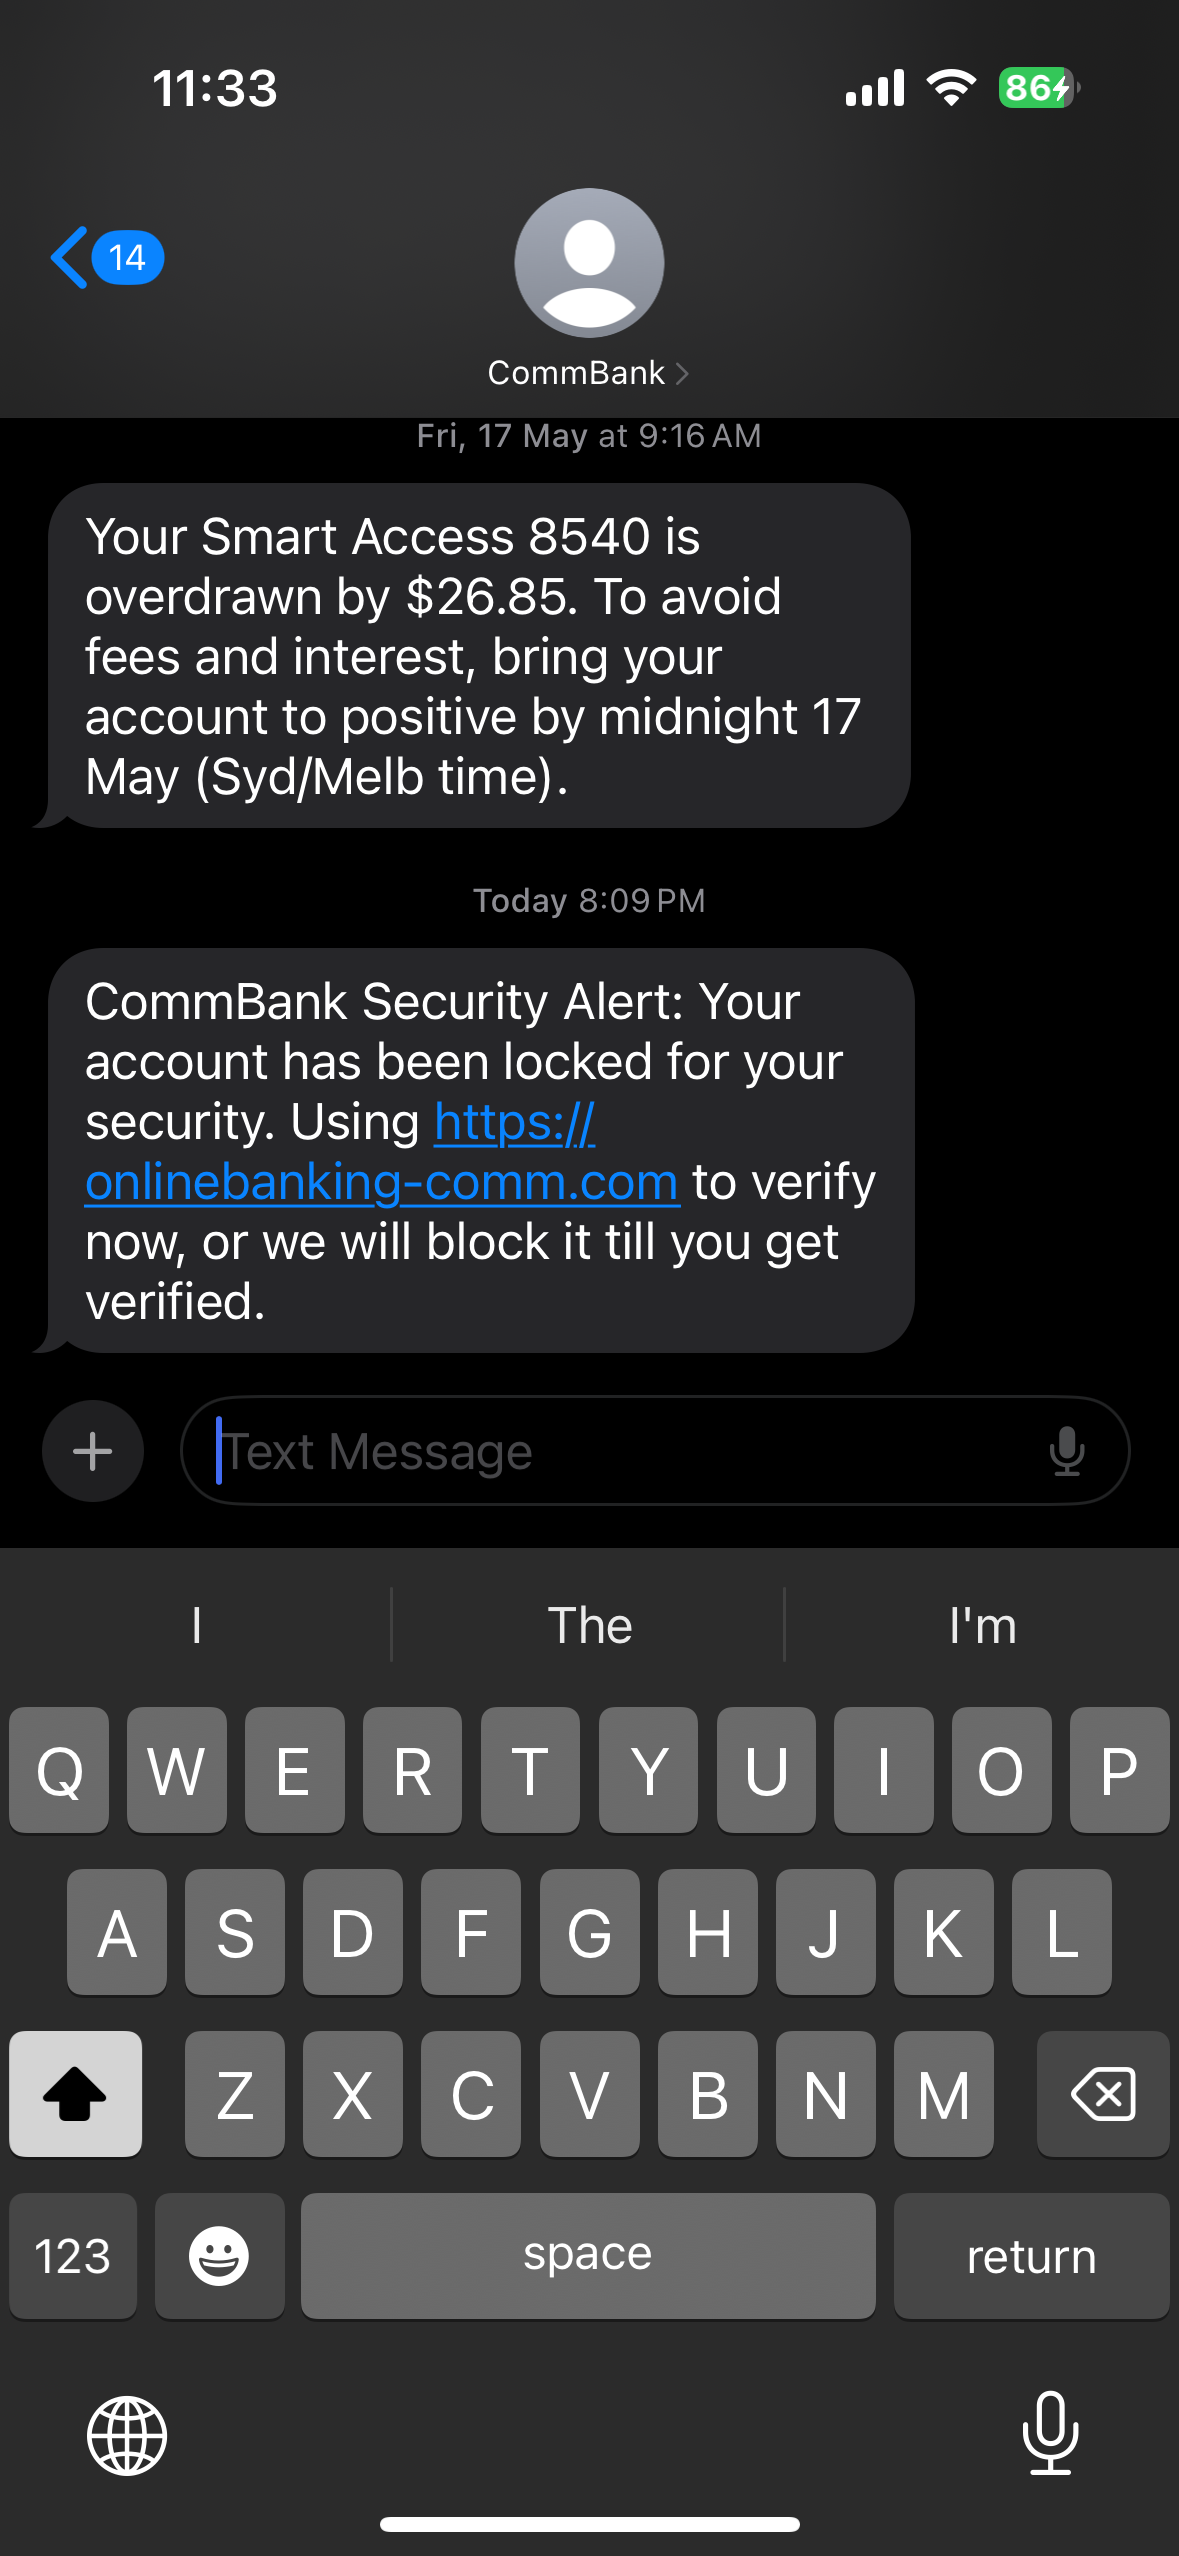 11:33
86
14
CommBank
Fri, 17 May at 9:16 AM
Your Smart Access 8540 is
overdrawn by $26.85. To avoid
fees and interest, bring your
account to positive by midnight 17
May (Syd/Melb time).
Today 8:09 PM
CommBank Security Alert: Your
account has been locked for your
security. Using https://
onlinebanking-comm.com to verify
now, or we will block it till you get
verified.
Text Message
I The I'm
Q W E R T Y U I O P
A S D F G H J K L
Z X C V B N M
123 space return